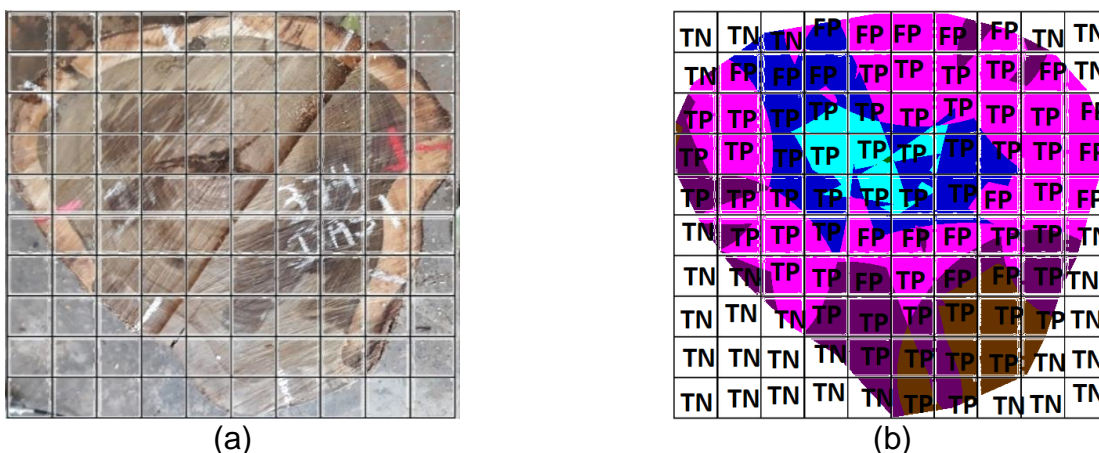 TN TN TN FP FP FP FP FP TN TN
TN FP FP FP TP TP TP TP FP TN
TP TP TP TP TP TP TP TP TP FP
TP TP TP TP TP TP TP TP TP FP
TP TP TP TP TP TP TP FP TP FP
TN TP TP TP FP FP FP TP TP TN
TN TN TP TP FP TP FP FP TP TN
TN TN TN TP TP TP TP TP TP TN
TN TN TN TN TP TP TP TP TN TN
TN TN TN TN TN TP TP TN TN TN
(a) (b)